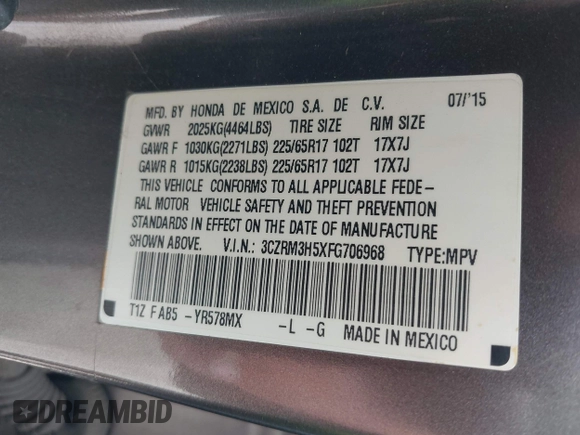 MFD. BY HONDA DE MEXICO S.A. DE C.V. 07/'15
GVWR 2025KG(4464LBS) TIRE SIZE RIM SIZE
GAWR F 1030KG(2271LBS) 225/65R17 102T 17X7J
GAWR R 1015KG(2238LBS) 225/65R17 102T 17X7J
THIS VEHICLE CONFORMS TO ALL APPLICABLE FEDE-
RAL MOTOR VEHICLE SAFETY AND THEFT PREVENTION
STANDARDS IN EFFECT ON THE DATE OF MANUFACTURE
SHOWN ABOVE. V.I.N.: 3CZRM3H5XFG706968 TYPE:MPV
T1Z F AB5 -YR578MX -L -G MADE IN MEXICO
DREAMBID